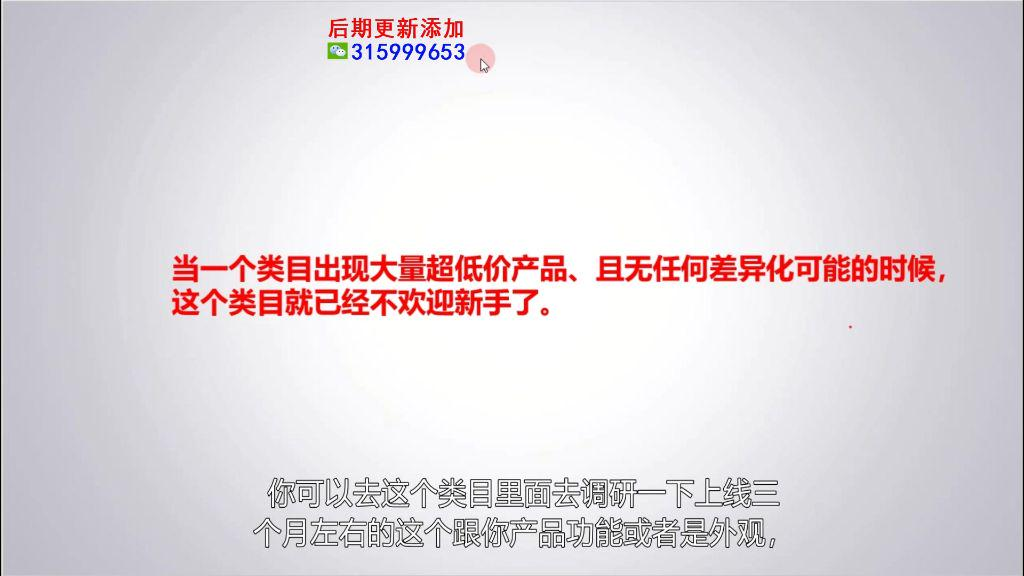 后期更新添加
315999653
当一个类目出现大量超低价产品、且无任何差异化可能的时候，
这个类目就已经不欢迎新手了。
你可以去这个类目里面去调研一下上线三
个月左右的这个跟你产品功能或者是外观，